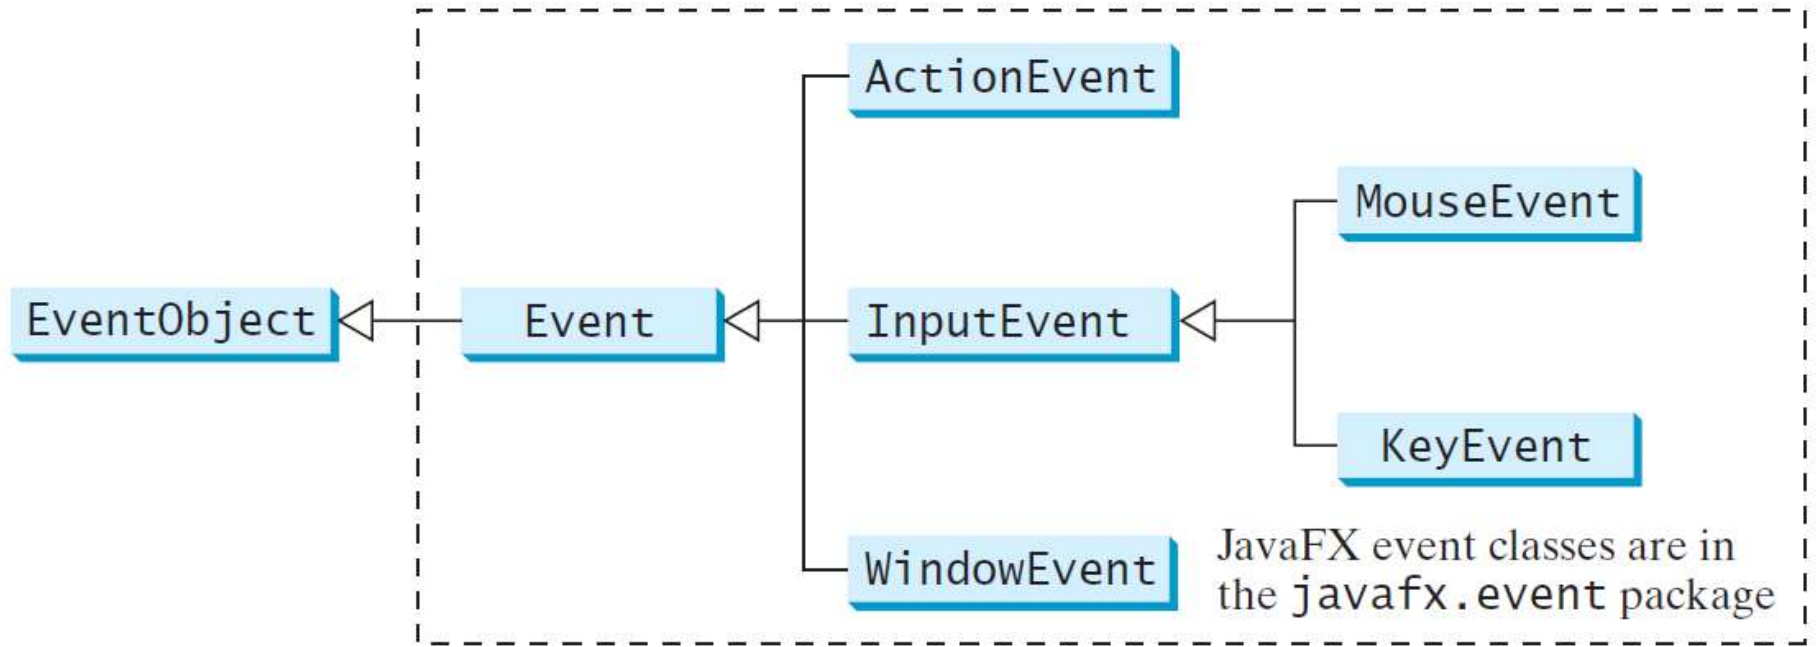 ActionEvent
MouseEvent
EventObject
Event
InputEvent
KeyEvent
WindowEvent
JavaFX event classes are in
the javafx.event package